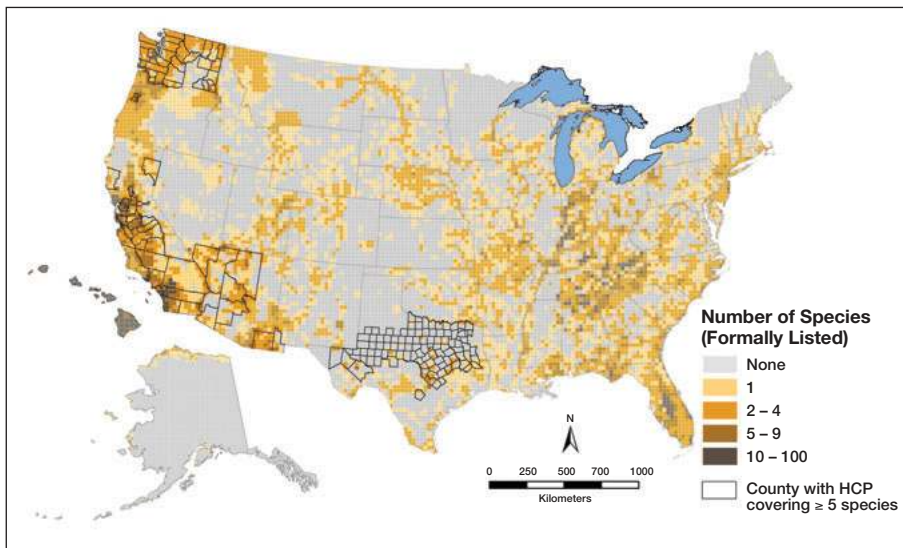 Number of Species
(Formally Listed)
None
1
2 – 4
5 – 9
10 – 100
County with HCP
covering ≥ 5 species
N
0 250 500 700 1000
Kilometers